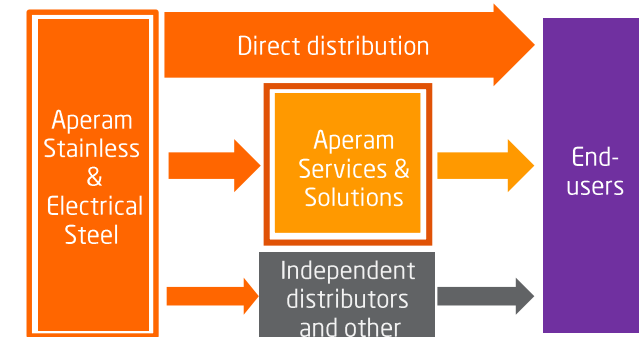 Direct distribution
Aperam
Stainless
&
Electrical
Steel
Aperam
Services &
Solutions
End-
users
Independent
distributors
and other